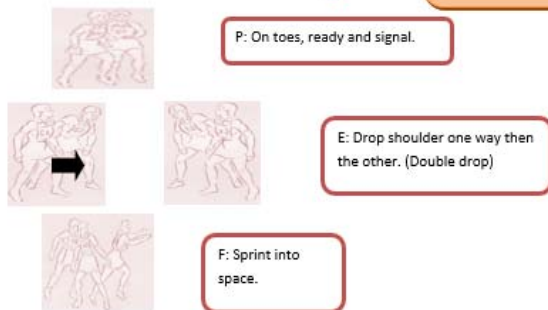 P: On toes, ready and signal.
E: Drop shoulder one way then
the other. (Double drop)
F: Sprint into
space.